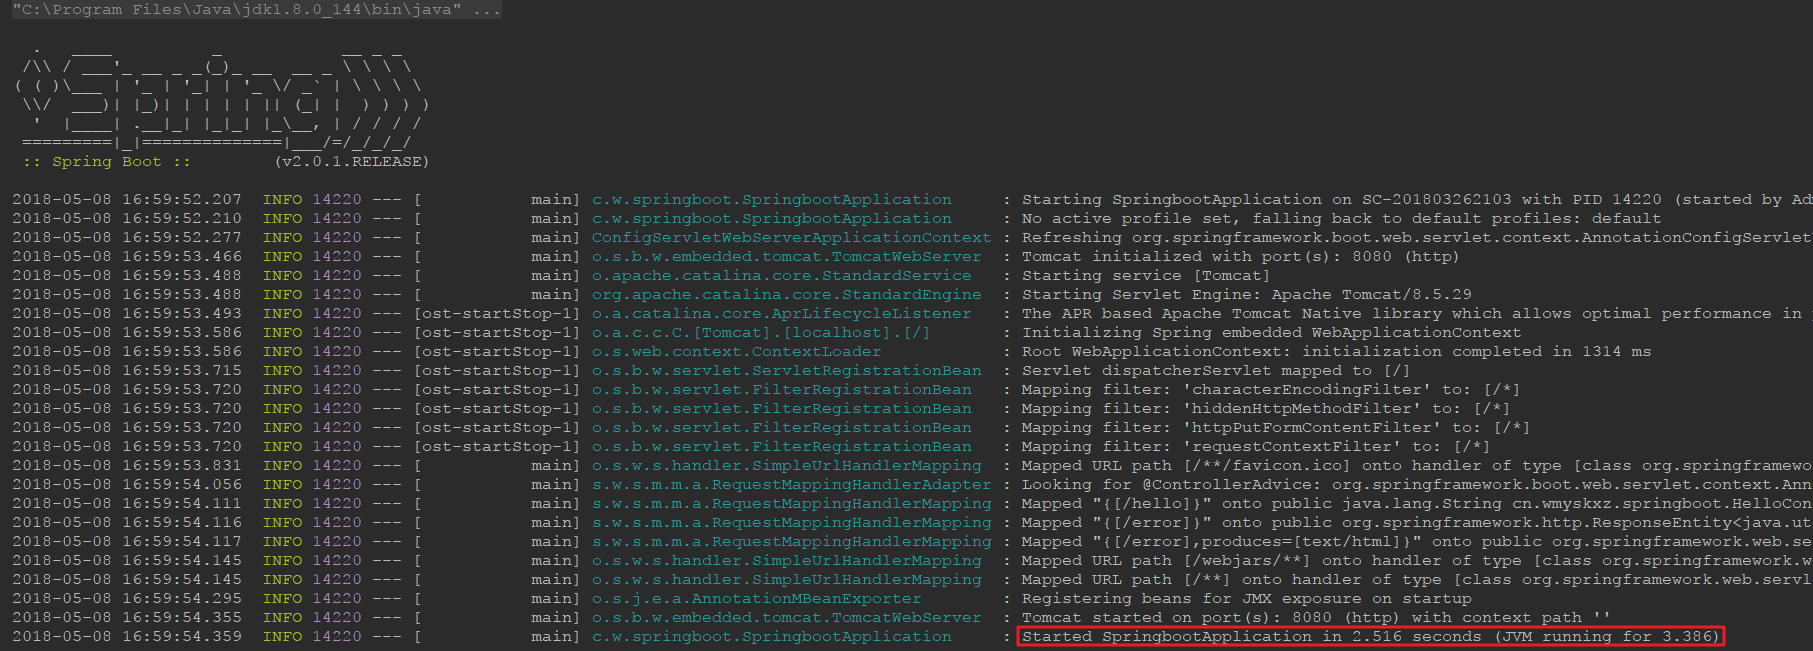 "C:\Program Files\Java\jdk1.8.0_144\bin\java" ...
  .   ____          _            __ _ _
 /\\ / ___'_ __ _ _(_)_ __  __ _ \ \ \ \
( ( )\___ | '_ | '_| | '_ \/ _` | \ \ \ \
 \\/  ___)| |_)| | | | | || (_| |  ) ) ) )
  '  |____| .__|_| |_|_| |_\__, | / / / /
 =========|_|==============|___/=/_/_/_/
 :: Spring Boot ::        (v2.0.1.RELEASE)
2018-05-08 16:59:52.207  INFO 14220 --- [           main] c.w.springboot.SpringbootApplication     : Starting SpringbootApplication on SC-201803262103 with PID 14220 (started by Ad
2018-05-08 16:59:52.210  INFO 14220 --- [           main] c.w.springboot.SpringbootApplication     : No active profile set, falling back to default profiles: default
2018-05-08 16:59:52.277  INFO 14220 --- [           main] ConfigServletWebServerApplicationContext : Refreshing org.springframework.boot.web.servlet.context.AnnotationConfigServlet
2018-05-08 16:59:53.466  INFO 14220 --- [           main] o.s.b.w.embedded.tomcat.TomcatWebServer  : Tomcat initialized with port(s): 8080 (http)
2018-05-08 16:59:53.488  INFO 14220 --- [           main] o.apache.catalina.core.StandardService   : Starting service [Tomcat]
2018-05-08 16:59:53.488  INFO 14220 --- [           main] org.apache.catalina.core.StandardEngine  : Starting Servlet Engine: Apache Tomcat/8.5.29
2018-05-08 16:59:53.493  INFO 14220 --- [ost-startStop-1] o.a.catalina.core.AprLifecycleListener   : The APR based Apache Tomcat Native library which allows optimal performance in
2018-05-08 16:59:53.586  INFO 14220 --- [ost-startStop-1] o.a.c.c.C.[Tomcat].[localhost].[/]       : Initializing Spring embedded WebApplicationContext
2018-05-08 16:59:53.586  INFO 14220 --- [ost-startStop-1] o.s.web.context.ContextLoader            : Root WebApplicationContext: initialization completed in 1314 ms
2018-05-08 16:59:53.715  INFO 14220 --- [ost-startStop-1] o.s.b.w.servlet.ServletRegistrationBean  : Servlet dispatcherServlet mapped to [/]
2018-05-08 16:59:53.720  INFO 14220 --- [ost-startStop-1] o.s.b.w.servlet.FilterRegistrationBean   : Mapping filter: 'characterEncodingFilter' to: [/*]
2018-05-08 16:59:53.720  INFO 14220 --- [ost-startStop-1] o.s.b.w.servlet.FilterRegistrationBean   : Mapping filter: 'hiddenHttpMethodFilter' to: [/*]
2018-05-08 16:59:53.720  INFO 14220 --- [ost-startStop-1] o.s.b.w.servlet.FilterRegistrationBean   : Mapping filter: 'httpPutFormContentFilter' to: [/*]
2018-05-08 16:59:53.720  INFO 14220 --- [ost-startStop-1] o.s.b.w.servlet.FilterRegistrationBean   : Mapping filter: 'requestContextFilter' to: [/*]
2018-05-08 16:59:53.831  INFO 14220 --- [           main] o.s.w.s.handler.SimpleUrlHandlerMapping  : Mapped URL path [/**/favicon.ico] onto handler of type [class org.springframewo
2018-05-08 16:59:54.056  INFO 14220 --- [           main] s.w.s.m.m.a.RequestMappingHandlerAdapter : Looking for @ControllerAdvice: org.springframework.boot.web.servlet.context.Ann
2018-05-08 16:59:54.111  INFO 14220 --- [           main] s.w.s.m.m.a.RequestMappingHandlerMapping : Mapped "{[/hello]}" onto public java.lang.String cn.wmyskxz.springboot.HelloCon
2018-05-08 16:59:54.116  INFO 14220 --- [           main] s.w.s.m.m.a.RequestMappingHandlerMapping : Mapped "{[/error]}" onto public org.springframework.http.ResponseEntity<java.ut
2018-05-08 16:59:54.117  INFO 14220 --- [           main] s.w.s.m.m.a.RequestMappingHandlerMapping : Mapped "{[/error],produces=[text/html]}" onto public org.springframework.web.se
2018-05-08 16:59:54.145  INFO 14220 --- [           main] o.s.w.s.handler.SimpleUrlHandlerMapping  : Mapped URL path [/webjars/**] onto handler of type [class org.springframework.w
2018-05-08 16:59:54.145  INFO 14220 --- [           main] o.s.w.s.handler.SimpleUrlHandlerMapping  : Mapped URL path [/**] onto handler of type [class org.springframework.web.servl
2018-05-08 16:59:54.295  INFO 14220 --- [           main] o.s.j.e.a.AnnotationMBeanExporter        : Registering beans for JMX exposure on startup
2018-05-08 16:59:54.355  INFO 14220 --- [           main] o.s.b.w.embedded.tomcat.TomcatWebServer  : Tomcat started on port(s): 8080 (http) with context path ''
2018-05-08 16:59:54.359  INFO 14220 --- [           main] c.w.springboot.SpringbootApplication     : Started SpringbootApplication in 2.516 seconds (JVM running for 3.386)